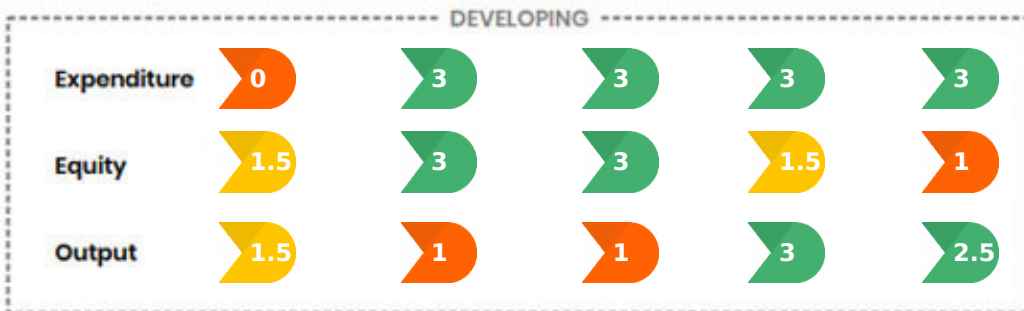 DEVELOPING
Expenditure 0 3 3 3 3
Equity 1.5 3 3 1.5 1
Output 1.5 1 1 3 2.5